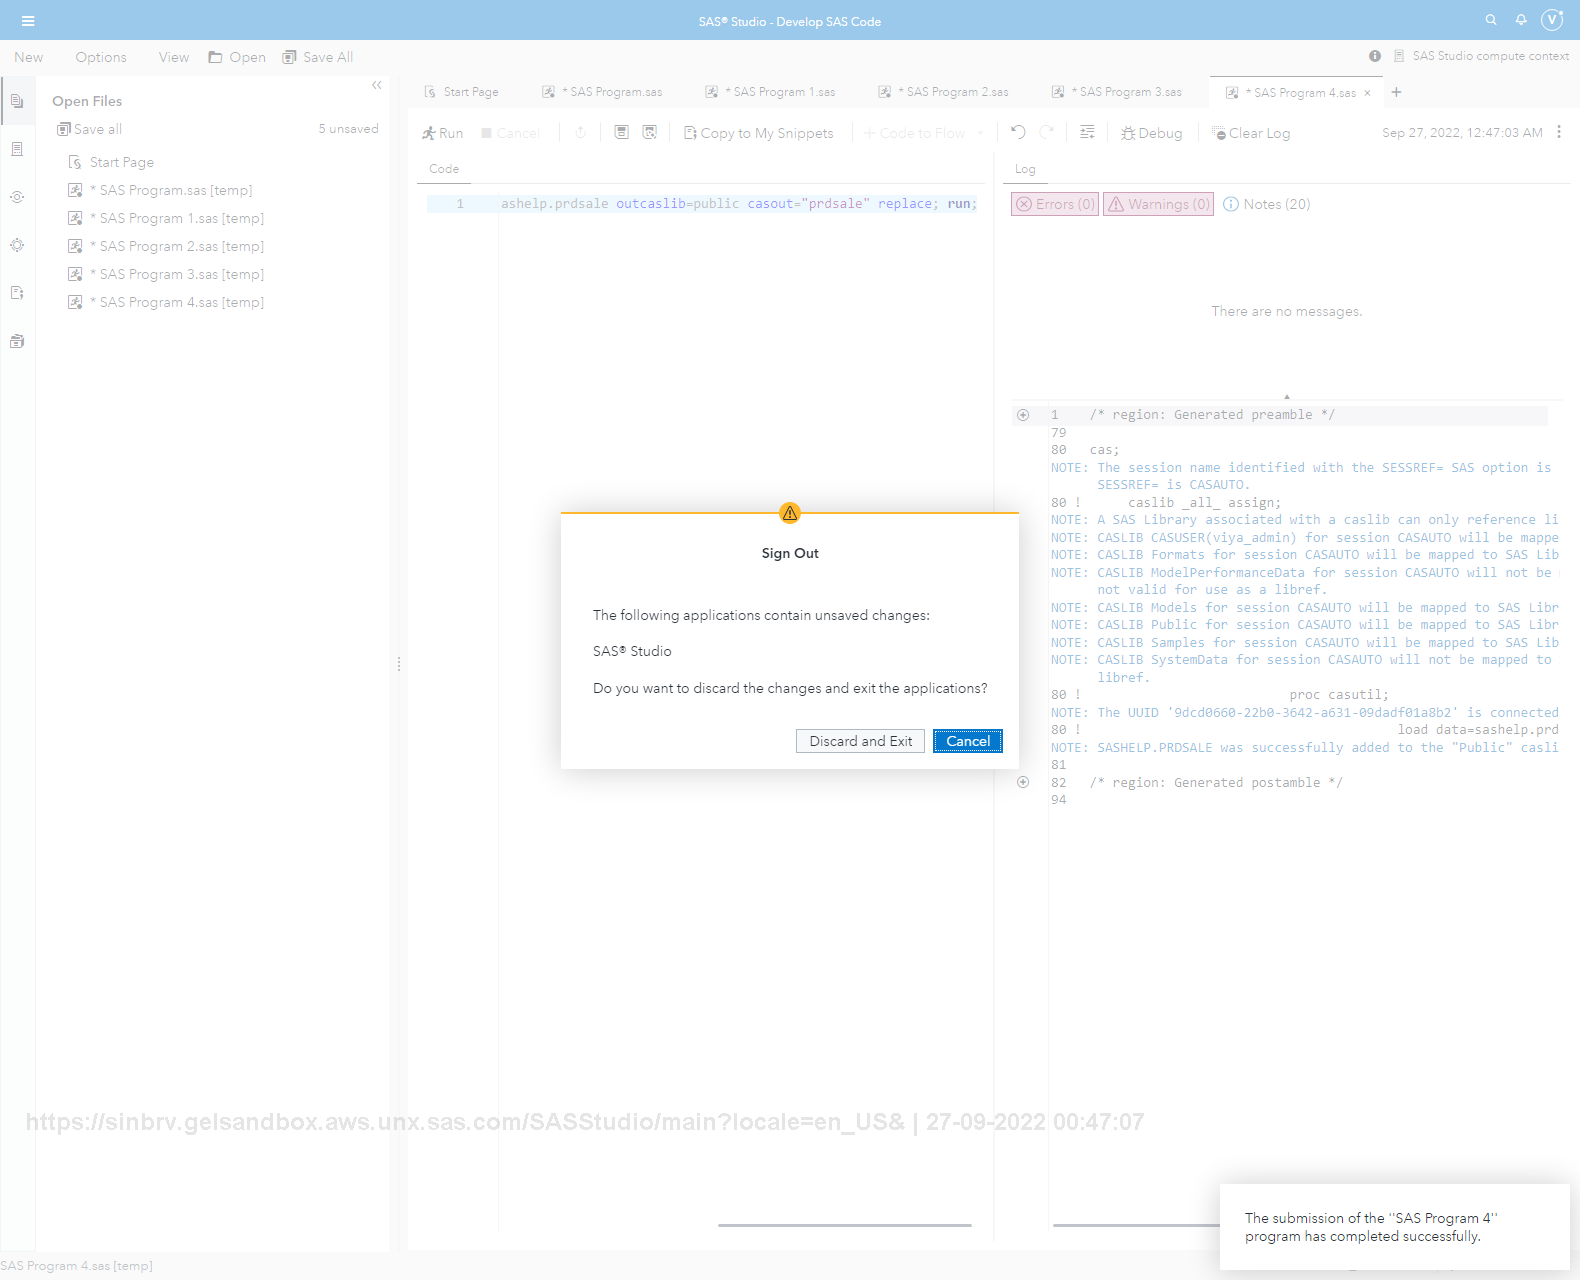 SAS® Studio - Develop SAS Code
V
New
Options
View
Open
Save All
SAS Studio compute context
Open Files
Save all
5 unsaved
Start Page
* SAS Program.sas [temp]
* SAS Program 1.sas [temp]
* SAS Program 2.sas [temp]
* SAS Program 3.sas [temp]
* SAS Program 4.sas [temp]
Start Page
* SAS Program.sas
* SAS Program 1.sas
* SAS Program 2.sas
* SAS Program 3.sas
* SAS Program 4.sas
Run
Cancel
Copy to My Snippets
Code to Flow
Debug
Clear Log
Sep 27, 2022, 12:47:03 AM
Code
1 ashelp.prdsale outcaslib=public casout="prdsale" replace; run;
Log
Errors (0)
Warnings (0)
Notes (20)
There are no messages.
1 /* region: Generated preamble */
79
80 cas;
NOTE: The session name identified with the SESSREF= SAS option is
SESSREF= is CASAUTO.
80 ! caslib _all_ assign;
NOTE: A SAS Library associated with a caslib can only reference li
NOTE: CASLIB CASUSER(viya_admin) for session CASAUTO will be mappe
NOTE: CASLIB Formats for session CASAUTO will be mapped to SAS Lib
NOTE: CASLIB ModelPerformanceData for session CASAUTO will not be
not valid for use as a libref.
NOTE: CASLIB Models for session CASAUTO will be mapped to SAS Libr
NOTE: CASLIB Public for session CASAUTO will be mapped to SAS Libr
NOTE: CASLIB Samples for session CASAUTO will be mapped to SAS Lib
NOTE: CASLIB SystemData for session CASAUTO will not be mapped to
libref.
80 ! proc casutil;
NOTE: The UUID '9dcd0660-22b0-3642-a631-09dadf01a8b2' is connected
80 ! load data=sashelp.prd
NOTE: SASHELP.PRDSALE was successfully added to the "Public" casli
81
82 /* region: Generated postamble */
94
Sign Out
The following applications contain unsaved changes:
SAS® Studio
Do you want to discard the changes and exit the applications?
Discard and Exit
Cancel
https://sinbrv.gelsandbox.aws.unx.sas.com/SASStudio/main?locale=en_US& | 27-09-2022 00:47:07
The submission of the ''SAS Program 4''
program has completed successfully.
SAS Program 4.sas [temp]